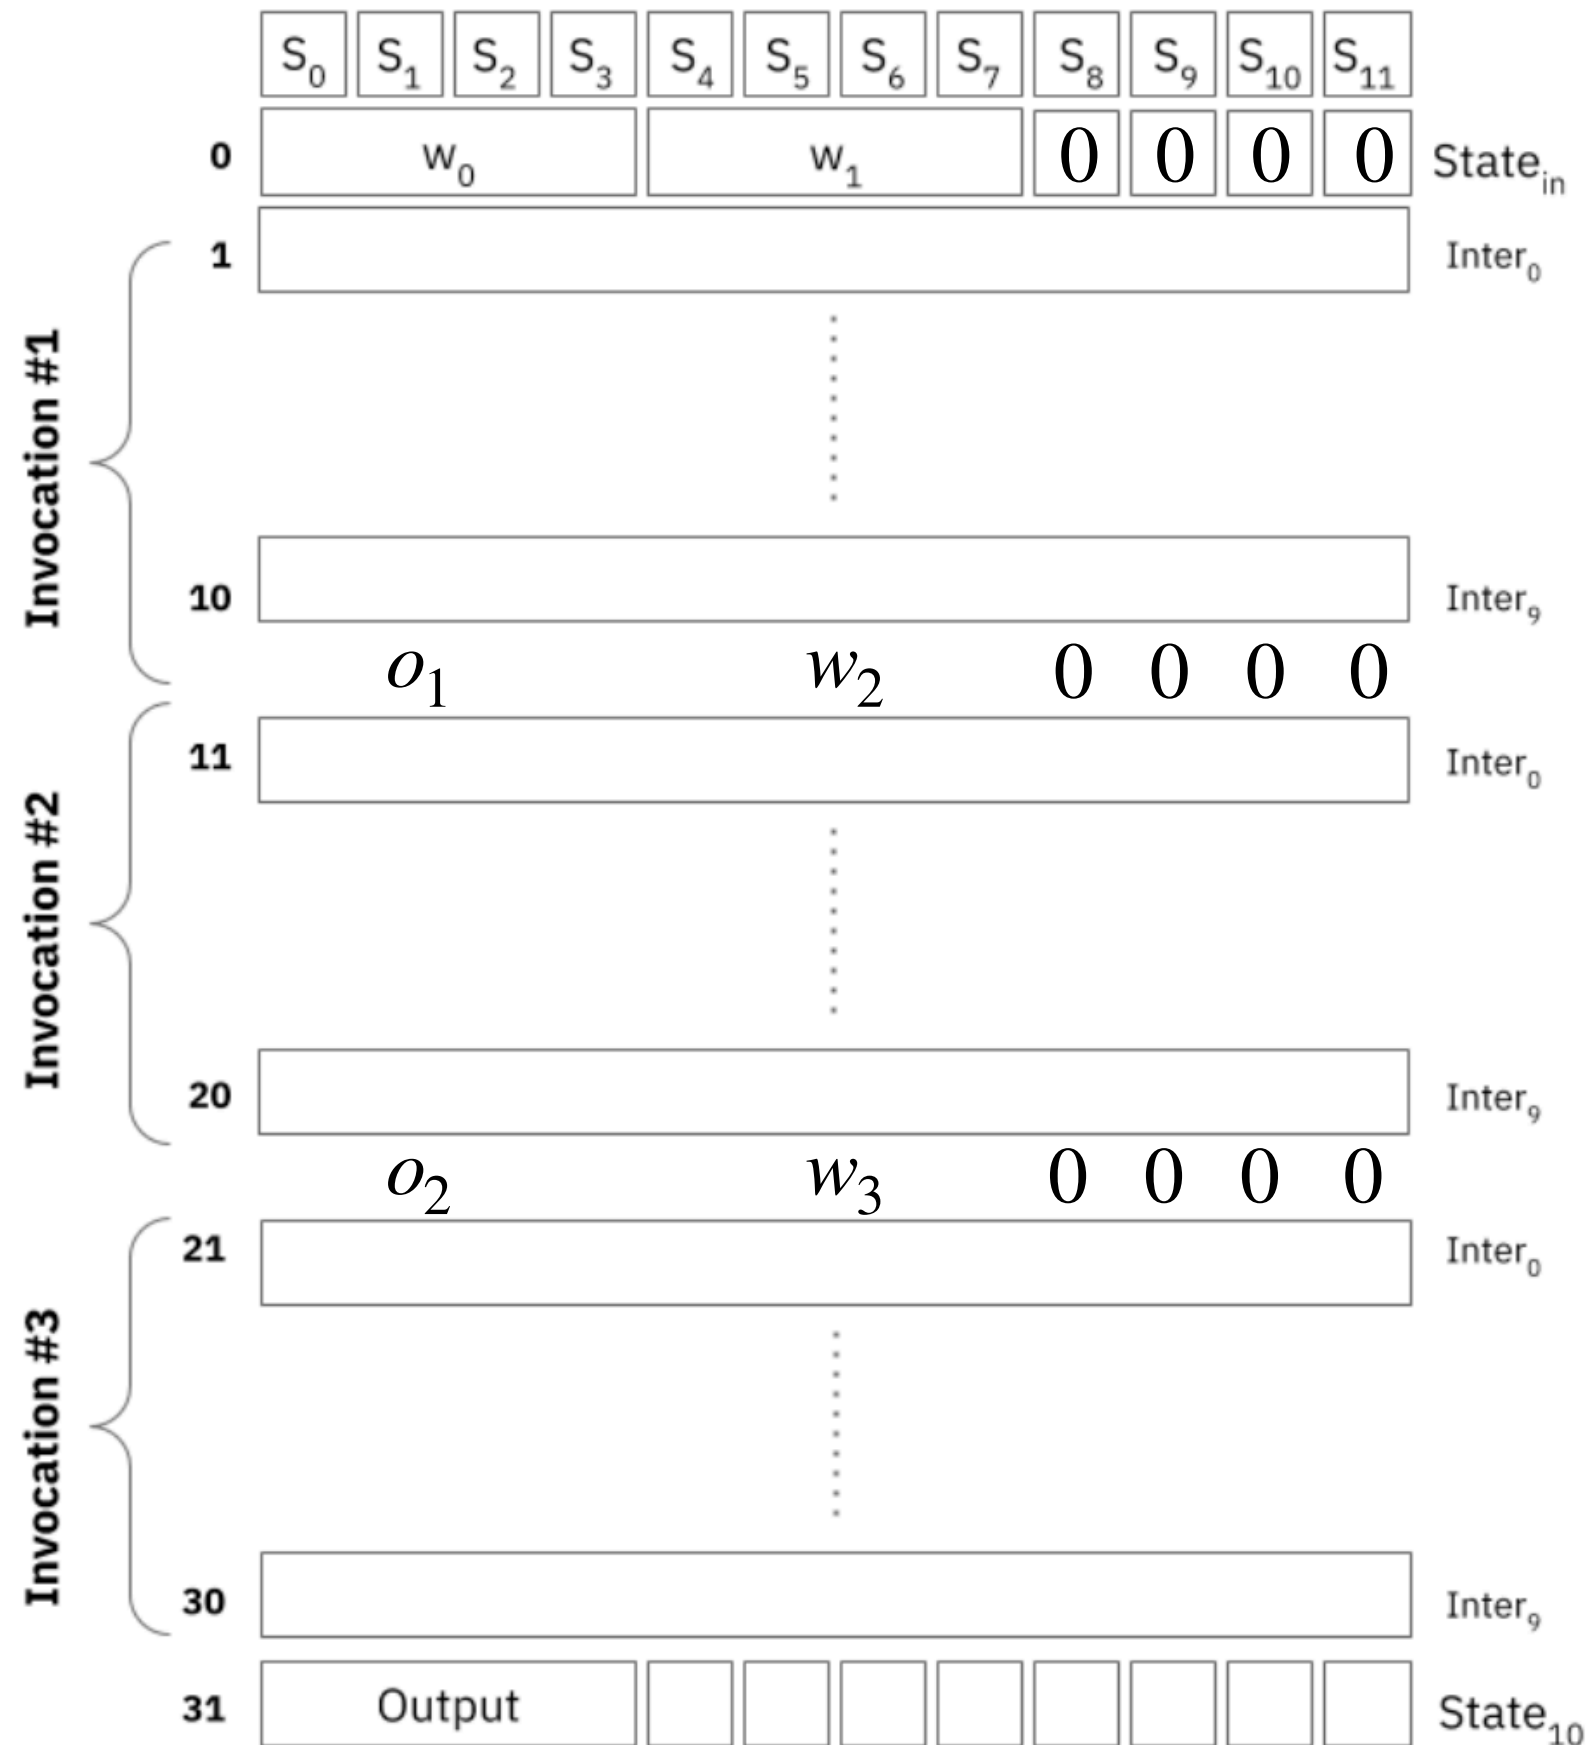 S0 S1 S2 S3 S4 S5 S6 S7 S8 S9 S10 S11
0 w0 w1 0 0 0 0 Statein
1 Inter0
Invocation #1
10 Inter9
o1 w2 0 0 0 0
11 Inter0
Invocation #2
20 Inter9
o2 w3 0 0 0 0
21 Inter0
Invocation #3
30 Inter9
31 Output State10